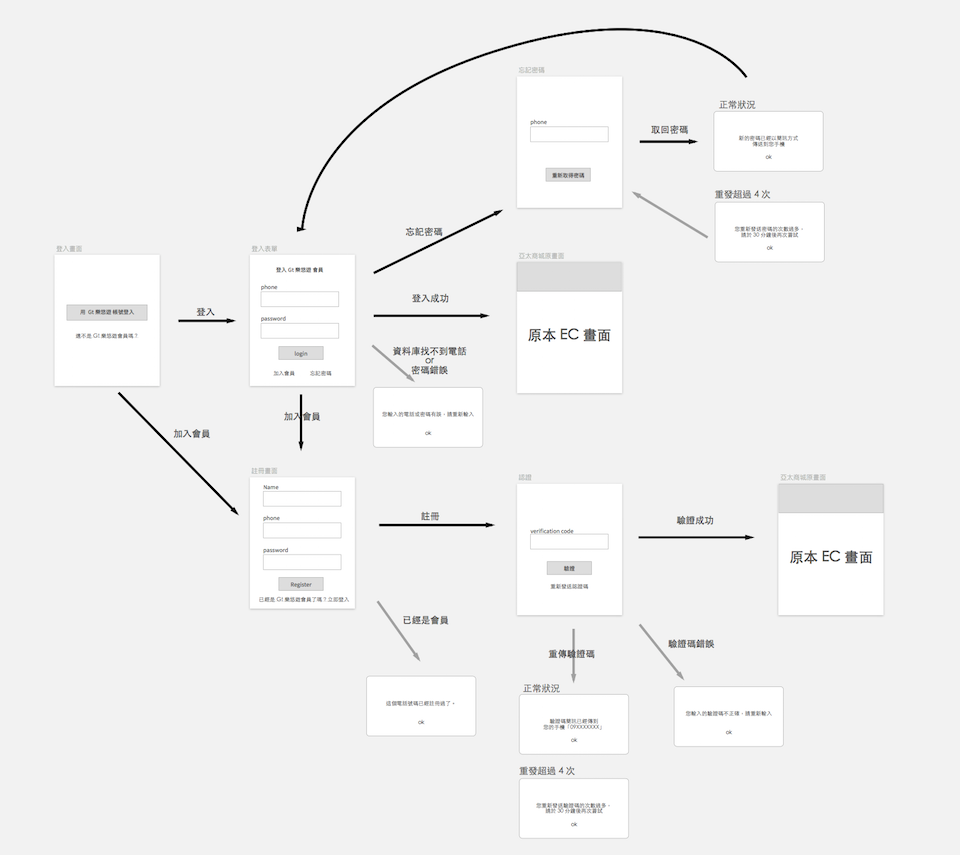 忘記密碼
phone
重新取得密碼
取回密碼
正常狀況
新的密碼已經以簡訊方式
傳送到您手機
ok
重發超過 4 次
您重新發送密碼的次數過多，
請於 30 分鐘後再次嘗試
ok
登入畫面
用 Gt 樂悠遊 帳號登入
還不是 Gt 樂悠遊會員嗎？
登入
登入表單
登入 Gt 樂悠遊 會員
phone
password
login
加入會員
忘記密碼
忘記密碼
登入成功
資料庫找不到電話
or
密碼錯誤
您輸入的電話或密碼有誤，請重新輸入
ok
亞太商城原畫面
原本 EC 畫面
加入會員
加入會員
註冊畫面
Name
phone
password
Register
已經是 Gt 樂悠遊會員了嗎？立即登入
註冊
認證
verification code
驗證
重新發送認證碼
驗證成功
亞太商城原畫面
原本 EC 畫面
已經是會員
這個電話號碼已經註冊過了。
ok
重傳驗證碼
正常狀況
驗證碼簡訊已經傳到
您的手機「09XXXXXXX」
ok
驗證碼錯誤
您輸入的驗證碼不正確，請重新輸入
ok
重發超過 4 次
您重新發送驗證碼的次數過多，
請於 30 分鐘後再次嘗試
ok